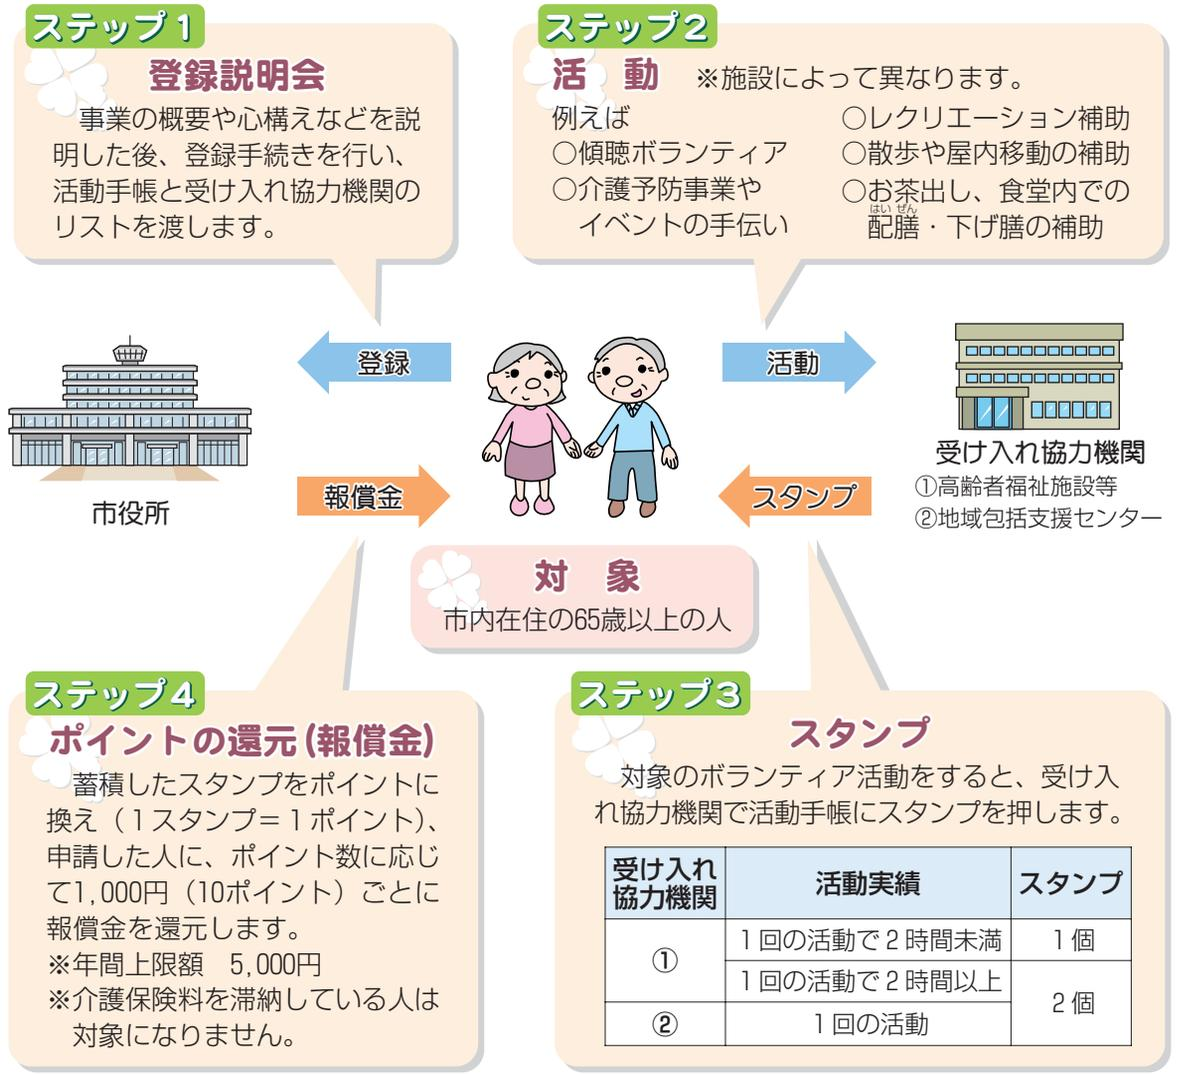 ステップ1
登録説明会
事業の概要や心構えなどを説
明した後、登録手続きを行い、
活動手帳と受け入れ協力機関の
リストを渡します。
ステップ2
活 動 ※施設によって異なります。
例えば
○傾聴ボランティア
○介護予防事業や
イベントの手伝い
○レクリエーション補助
○散歩や屋内移動の補助
○お茶出し、食堂内での
はい ぜん
配膳・下げ膳の補助
登録
活動
市役所
報償金
スタンプ
受け入れ協力機関
①高齢者福祉施設等
②地域包括支援センター
対 象
市内在住の65歳以上の人
ステップ4
ポイントの還元(報償金)
蓄積したスタンプをポイントに
換え(1スタンプ=1ポイント)、
申請した人に、ポイント数に応じ
て1,000円(10ポイント)ごとに
報償金を還元します。
※年間上限額 5,000円
※介護保険料を滞納している人は
対象になりません。
ステップ3
スタンプ
対象のボランティア活動をすると、受け入
れ協力機関で活動手帳にスタンプを押します。
受け入れ
協力機関
活動実績
スタンプ
①
1回の活動で2時間未満
1個
1回の活動で2時間以上
2個
②
1回の活動